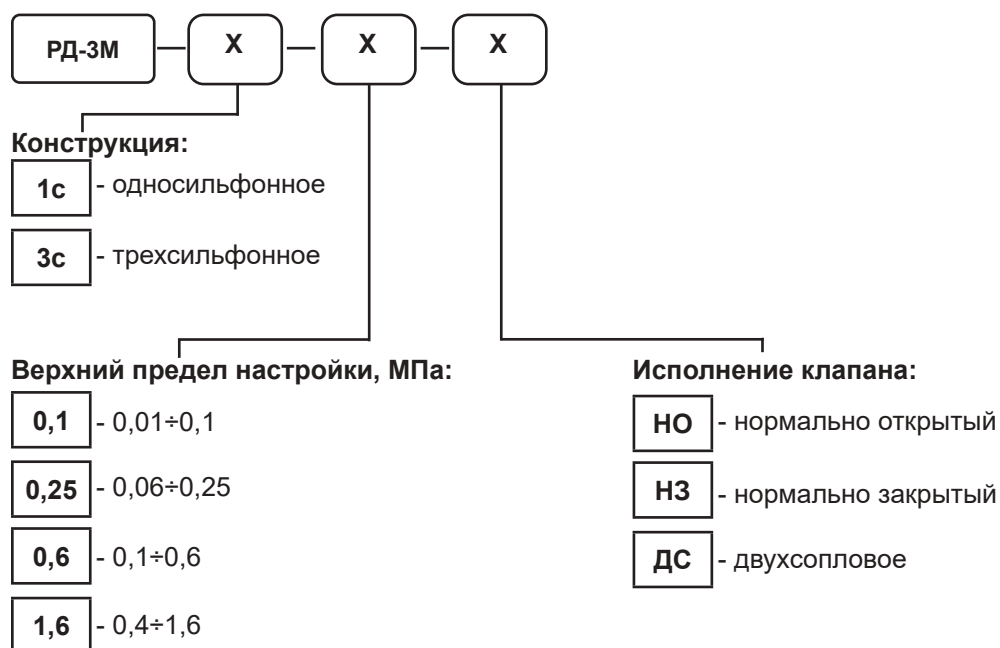 РД-3М – Х – Х – Х
Конструкция:
1с - односильфонное
3с - трехсильфонное
Верхний предел настройки, МПа:
0,1 - 0,01÷0,1
0,25 - 0,06÷0,25
0,6 - 0,1÷0,6
1,6 - 0,4÷1,6
Исполнение клапана:
НО - нормально открытый
НЗ - нормально закрытый
ДС - двухсопловое